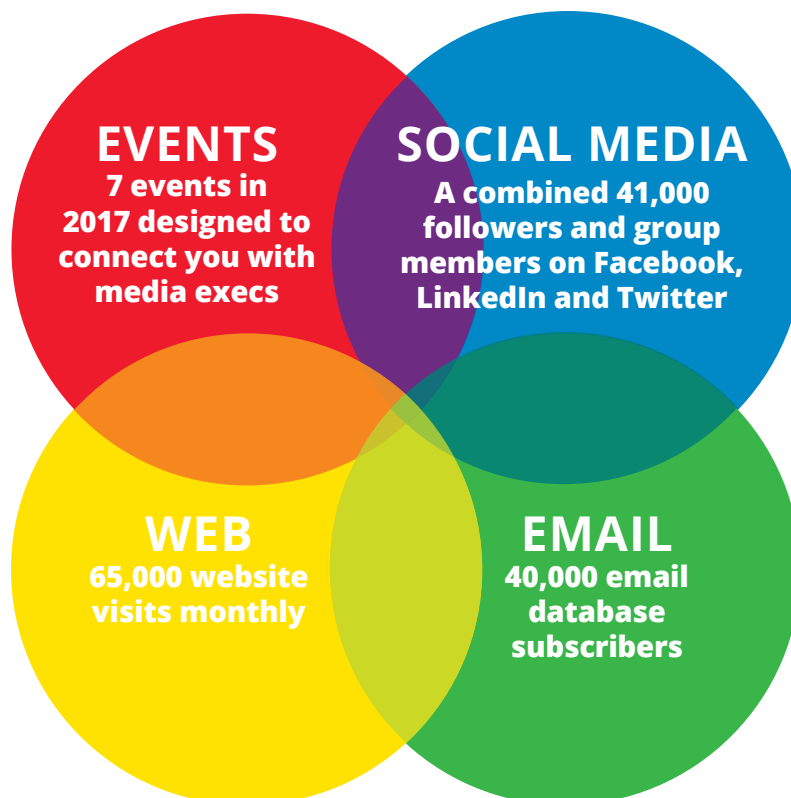 EVENTS
7 events in
2017 designed to
connect you with
media execs
SOCIAL MEDIA
A combined 41,000
followers and group
members on Facebook,
LinkedIn and Twitter
WEB
65,000 website
visits monthly
EMAIL
40,000 email
database
subscribers